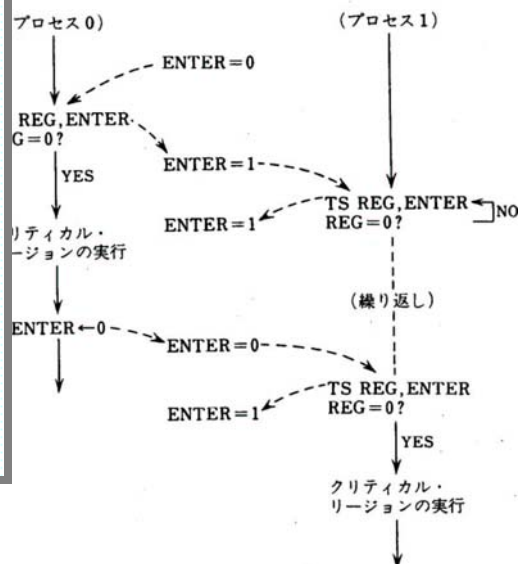 プロセス0)
(プロセス1)
ENTER=0
REG,ENTER
G=0?
YES
ENTER=1
TS REG,ENTER
REG=0?
NO
ENTER=1
リティカル・
ージョンの実行
(繰り返し)
ENTER←0
ENTER=0
TS REG,ENTER
REG=0?
ENTER=1
YES
クリティカル・
リージョンの実行